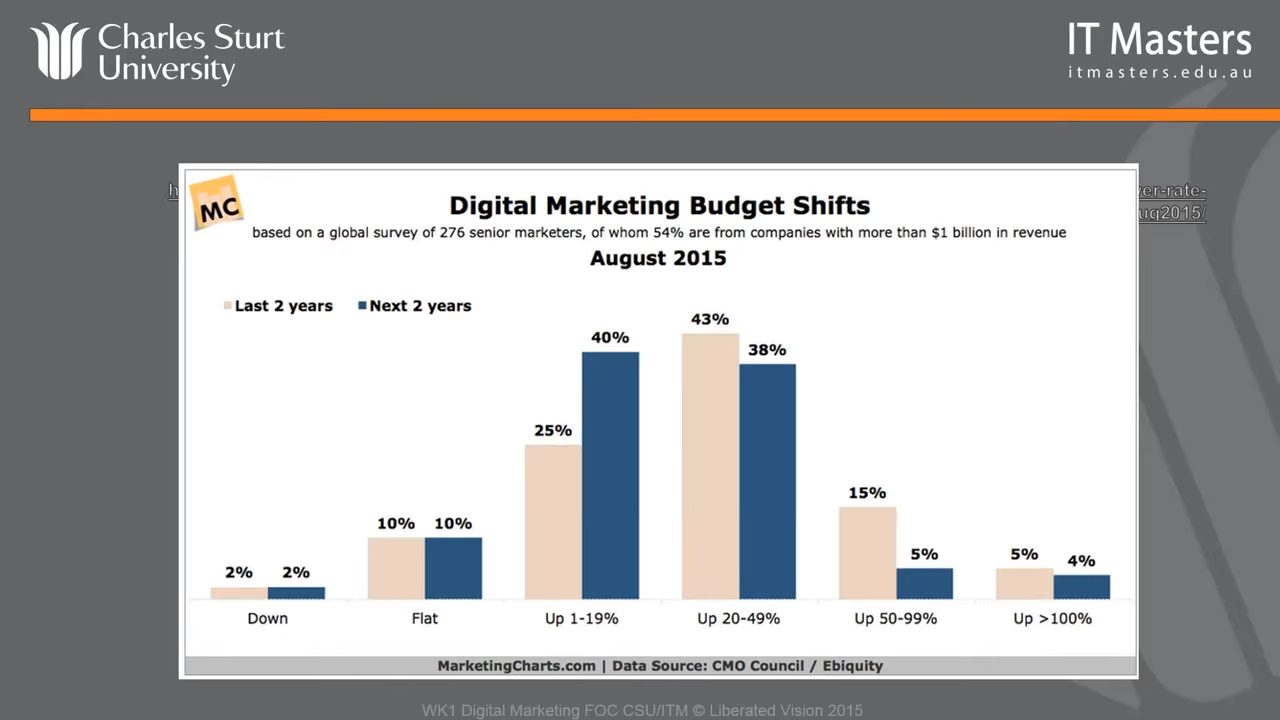 Charles Sturt
University
IT Masters
itmasters.edu.au
MC
Digital Marketing Budget Shifts
based on a global survey of 276 senior marketers, of whom 54% are from companies with more than $1 billion in revenue
August 2015
Last 2 years Next 2 years
2% 2% 10% 10% 25% 40% 43% 38% 15% 5% 5% 4%
Down Flat Up 1-19% Up 20-49% Up 50-99% Up >100%
MarketingCharts.com | Data Source: CMO Council / Ebiquity
WK1 Digital Marketing FOC CSU/ITM © Liberated Vision 2015